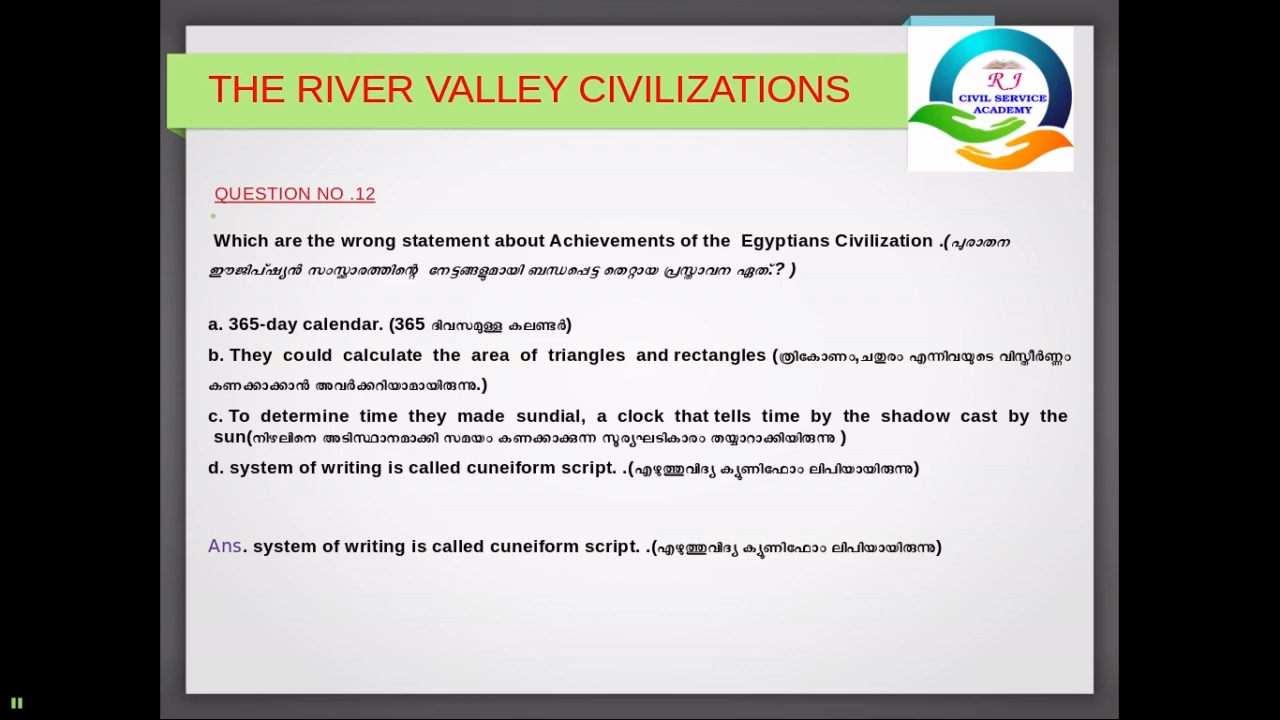 THE RIVER VALLEY CIVILIZATIONS
R J
CIVIL SERVICE
ACADEMY
QUESTION NO .12
Which are the wrong statement about Achievements of the Egyptians Civilization .(പുരാതന
ഈജിപ്ഷ്യൻ സംസ്കാരത്തിന്റെ നേട്ടങ്ങളുമായി ബന്ധപ്പെട്ട തെറ്റായ പ്രസ്താവന ഏത്.? )
a. 365-day calendar. (365 ദിവസമുള്ള കലണ്ടർ)
b. They could calculate the area of triangles and rectangles (ത്രികോണം,ചതുരം എന്നിവയുടെ വിസ്തീർണ്ണം
കണക്കാക്കാൻ അവർക്കറിയാമായിരുന്നു.)
c. To determine time they made sundial, a clock that tells time by the shadow cast by the
sun(നിഴലിനെ അടിസ്ഥാനമാക്കി സമയം കണക്കാക്കുന്ന സൂര്യഘടികാരം തയ്യാറാക്കിയിരുന്നു )
d. system of writing is called cuneiform script. .(എഴുത്തുവിദ്യ ക്യൂണിഫോം ലിപിയായിരുന്നു)
Ans. system of writing is called cuneiform script. .(എഴുത്തുവിദ്യ ക്യുണിഫോം ലിപിയായിരുന്നു)